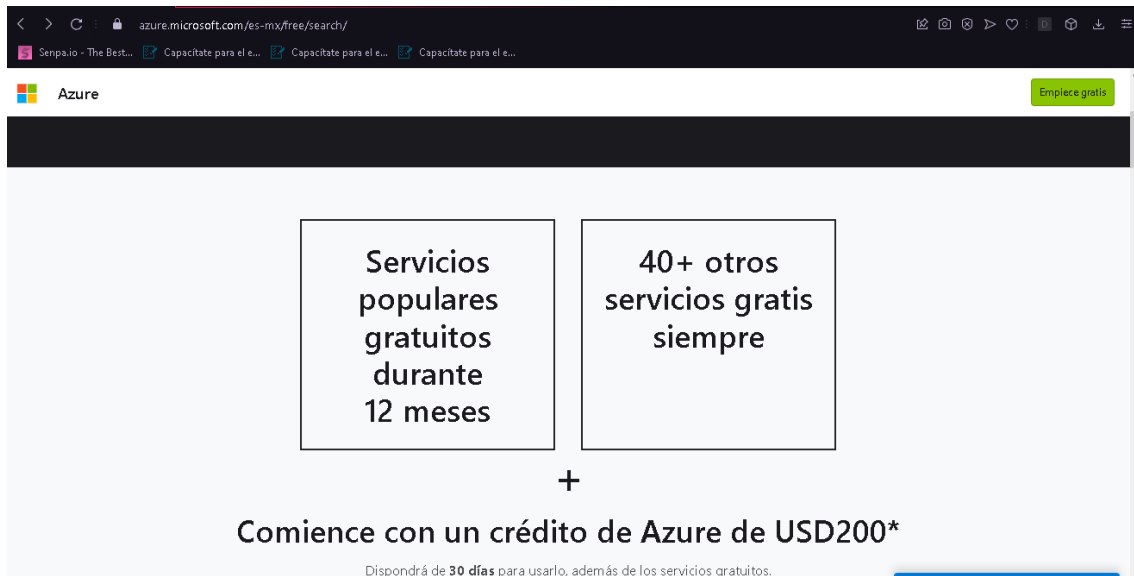 azure.microsoft.com/es-mx/free/search/
Senpa.io - The Best... Capacítate para el e... Capacítate para el e... Capacítate para el e...
Azure
Empiece gratis
Servicios
populares
gratuitos
durante
12 meses
40+ otros
servicios gratis
siempre
+
Comience con un crédito de Azure de USD200*
Dispondrá de 30 días para usarlo, además de los servicios gratuitos.